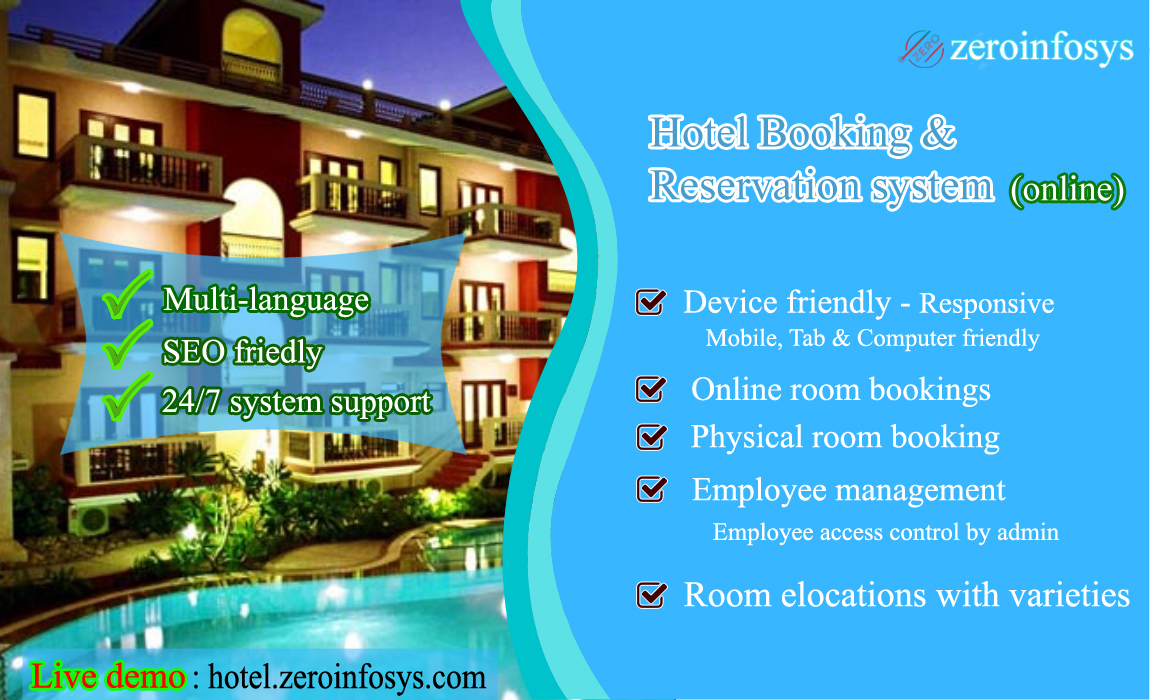 ZERO zeroinfosys
Hotel Booking &
Reservation system (online)
Multi-language
SEO friedly
24/7 system support
Device friendly - Responsive
Mobile, Tab & Computer friendly
Online room bookings
Physical room booking
Employee management
Employee access control by admin
Room elocations with varieties
Live demo : hotel.zeroinfosys.com